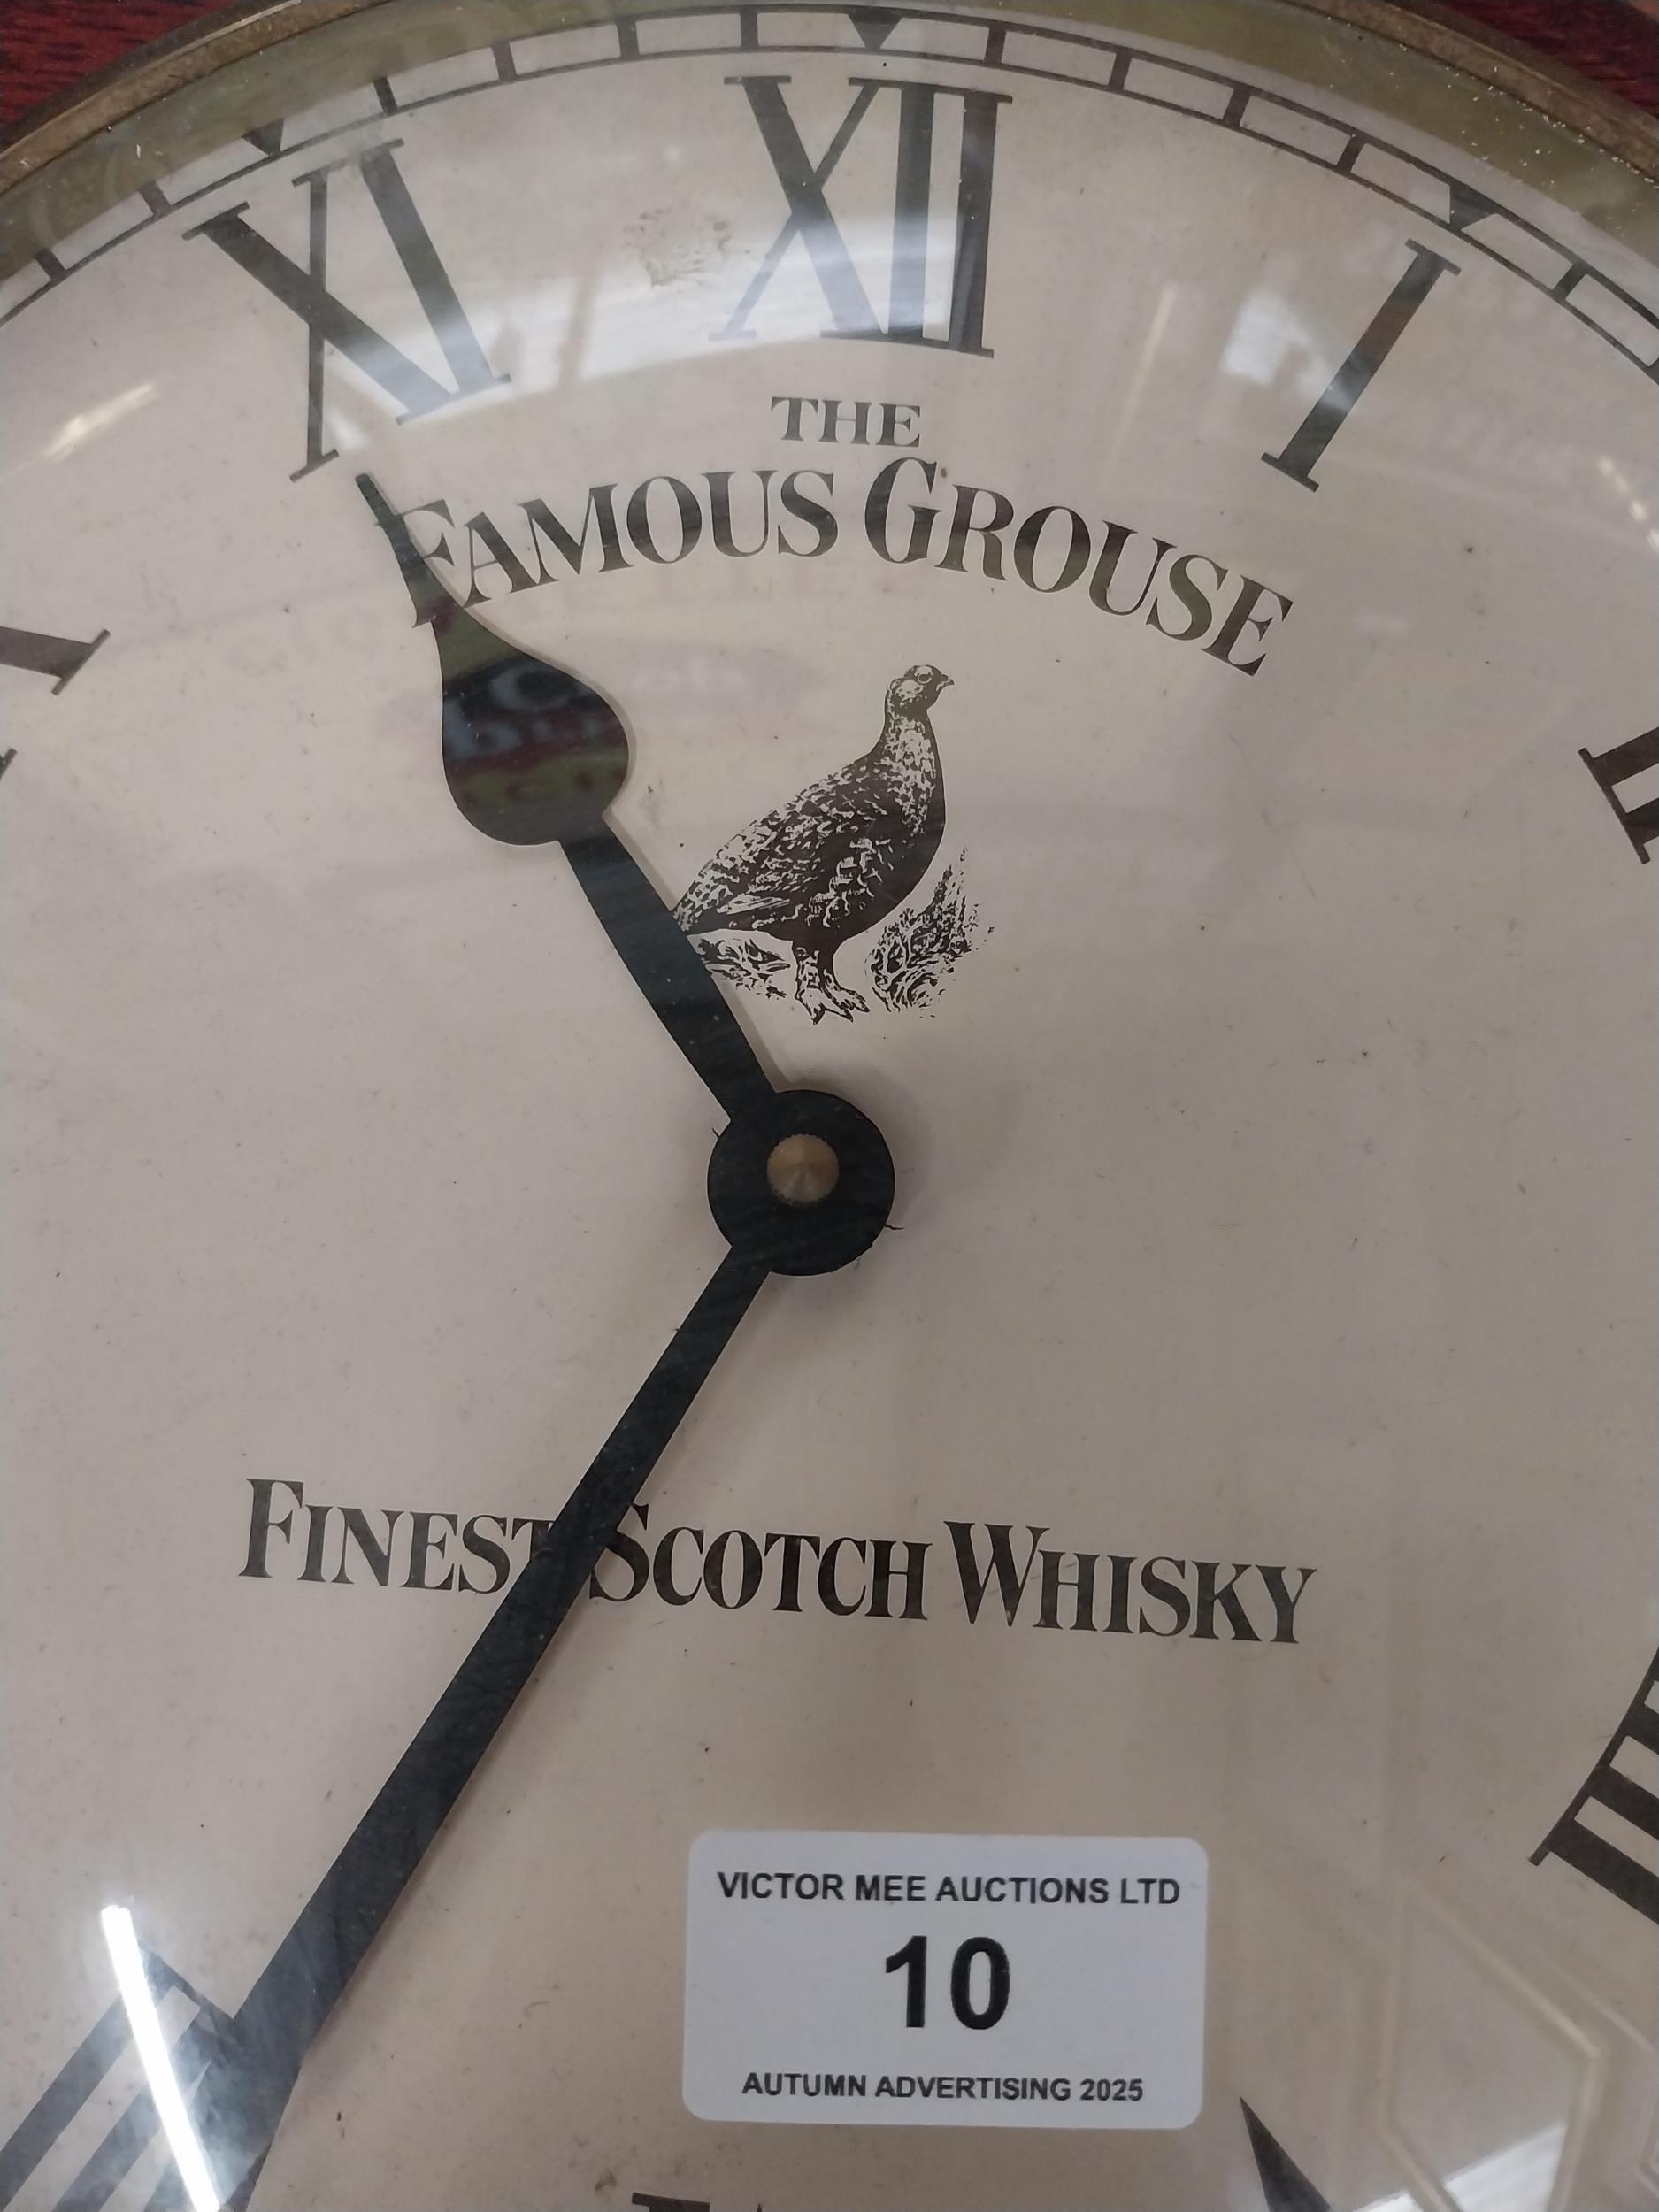 XII
XI
I
THE
FAMOUS GROUSE
FINEST SCOTCH WHISKY
VICTOR MEE AUCTIONS LTD
10
AUTUMN ADVERTISING 2025